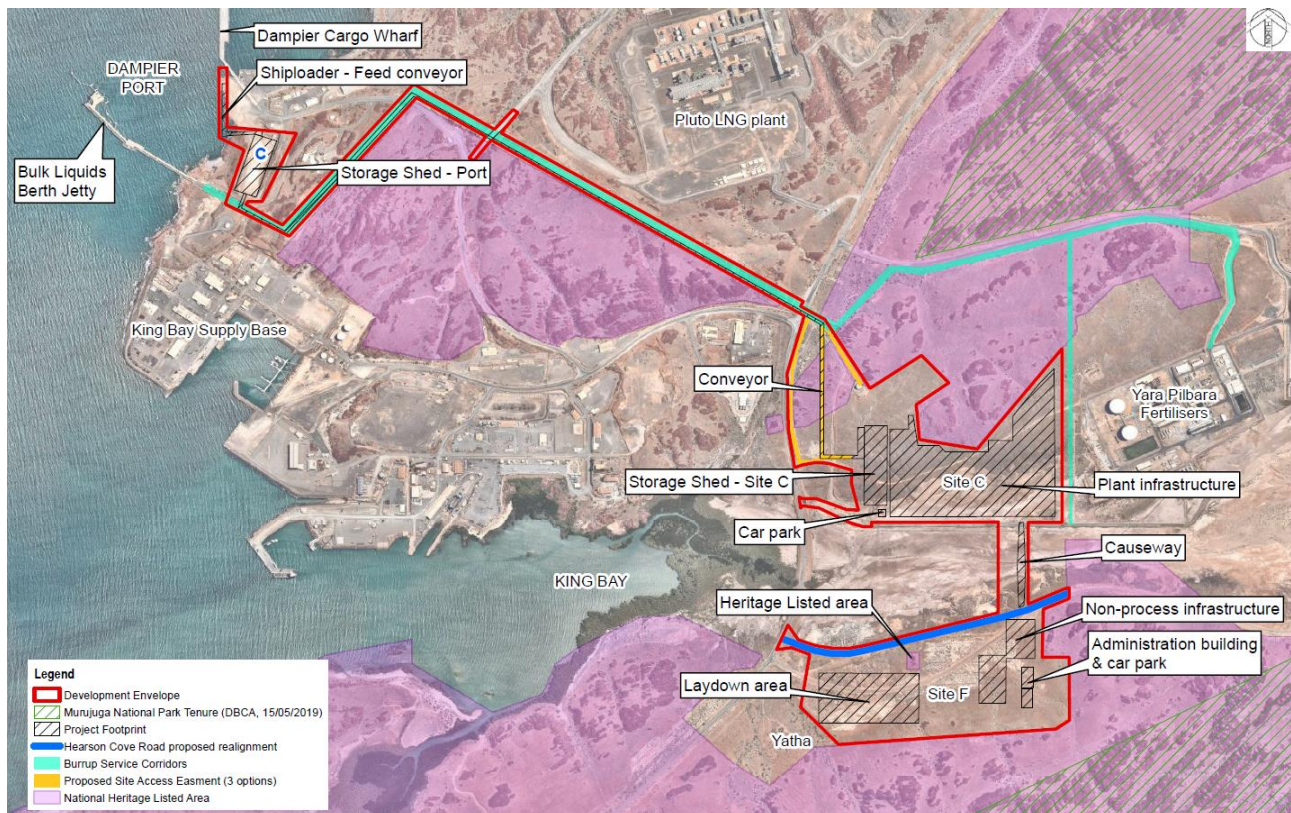 Dampier Cargo Wharf
NORTH
DAMPIER
PORT
Shiploader - Feed conveyor
Pluto LNG plant
C
Bulk Liquids
Berth Jetty
Storage Shed - Port
King Bay Supply Base
Conveyor
Yara Pilbara
Fertilisers
Storage Shed - Site C
Site C
Plant infrastructure
Car park
Causeway
KING BAY
Heritage Listed area
Non-process infrastructure
Administration building
& car park
Laydown area
Site F
Yatha
Legend
Development Envelope
Murujuga National Park Tenure (DBCA, 15/05/2019)
Project Footprint
Hearson Cove Road proposed realignment
Burrup Service Corridors
Proposed Site Access Easment (3 options)
National Heritage Listed Area